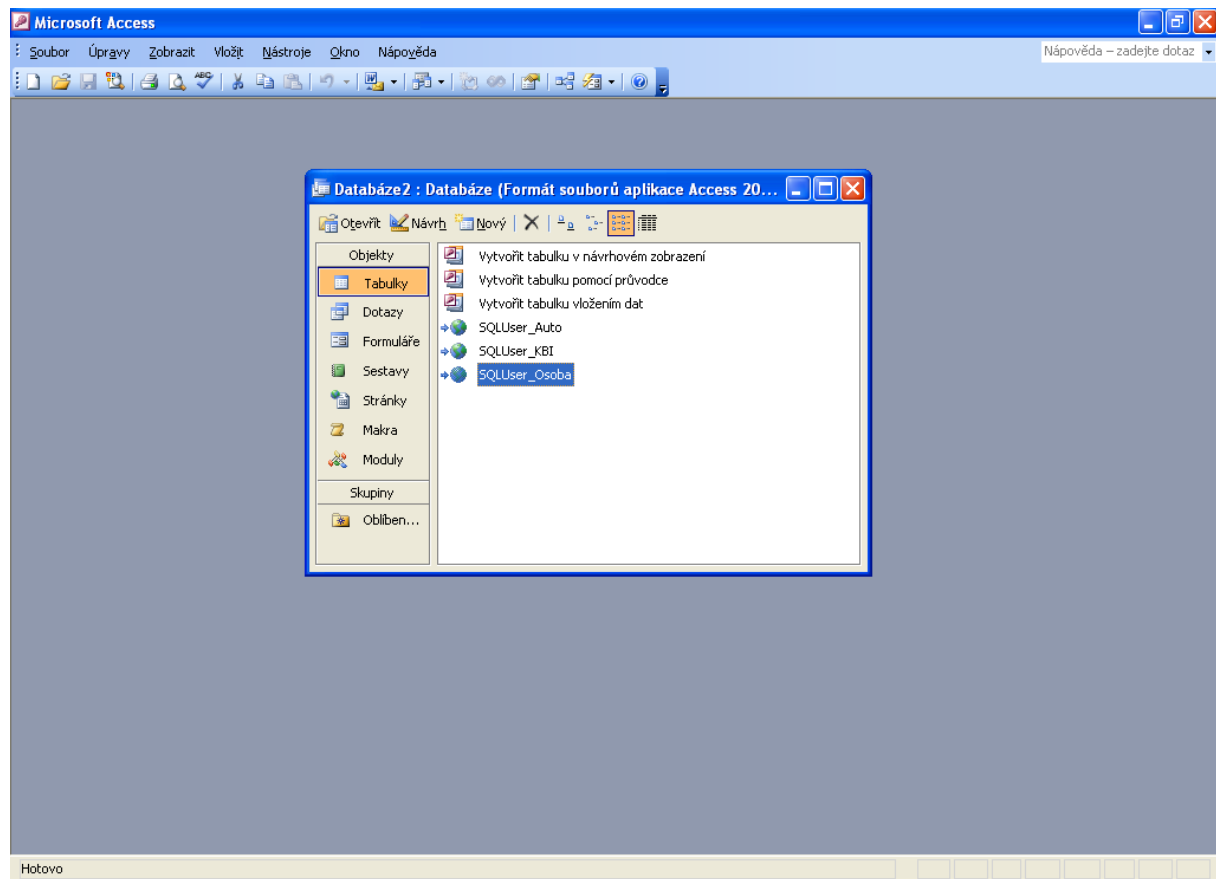 Microsoft Access
Soubor Úpravy Zobrazit Vložit Nástroje Okno Nápověda Nápověda – zadejte dotaz
Databáze2 : Databáze (Formát souborů aplikace Access 20...
Otevřít Návrh Nový
Objekty
Tabulky
Dotazy
Formuláře
Sestavy
Stránky
Makra
Moduly
Skupiny
Oblíben...
Vytvořit tabulku v návrhovém zobrazení
Vytvořit tabulku pomocí průvodce
Vytvořit tabulku vložením dat
SQLUser_Auto
SQLUser_KBI
SQLUser_Osoba
Hotovo